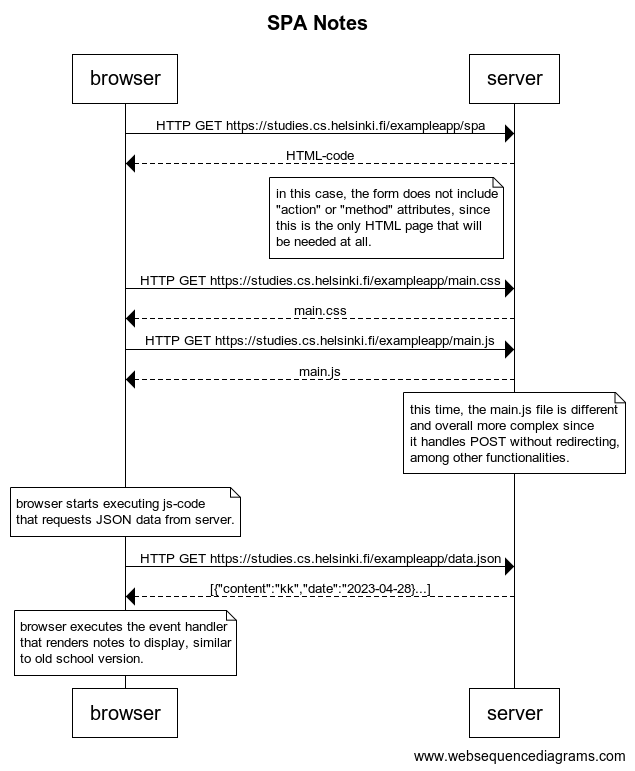 SPA Notes
browser
server
HTTP GET https://studies.cs.helsinki.fi/exampleapp/spa
HTML-code
in this case, the form does not include
"action" or "method" attributes, since
this is the only HTML page that will
be needed at all.
HTTP GET https://studies.cs.helsinki.fi/exampleapp/main.css
main.css
HTTP GET https://studies.cs.helsinki.fi/exampleapp/main.js
main.js
this time, the main.js file is different
and overall more complex since
it handles POST without redirecting,
among other functionalities.
browser starts executing js-code
that requests JSON data from server.
HTTP GET https://studies.cs.helsinki.fi/exampleapp/data.json
[{"content":"kk","date":"2023-04-28}...]
browser executes the event handler
that renders notes to display, similar
to old school version.
browser
server
www.websequencediagrams.com